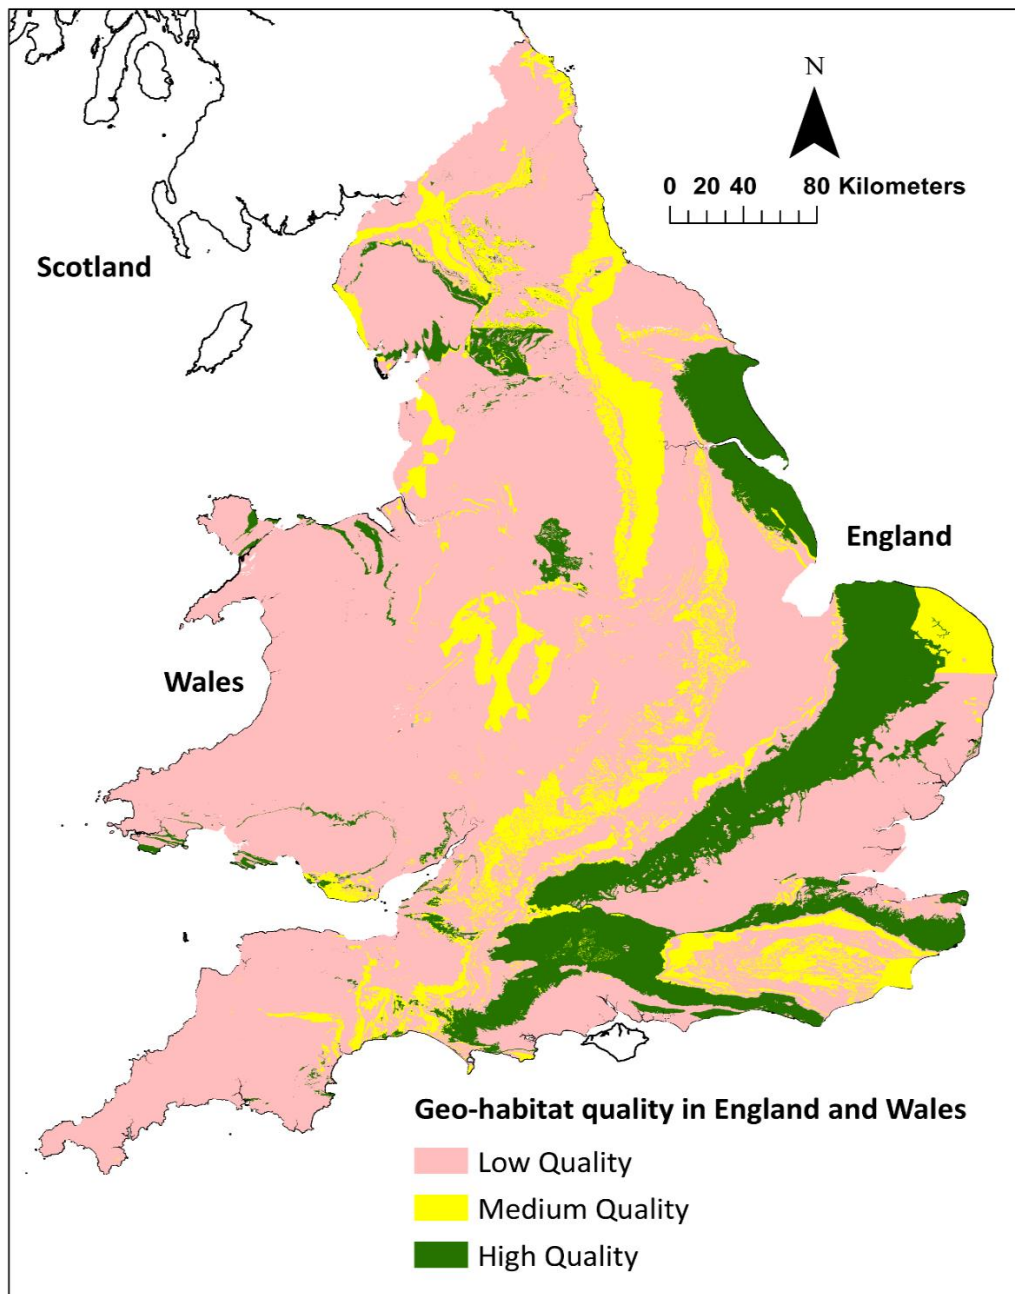 N
0 20 40 80 Kilometers
Scotland
England
Wales
Geo-habitat quality in England and Wales
Low Quality
Medium Quality
High Quality